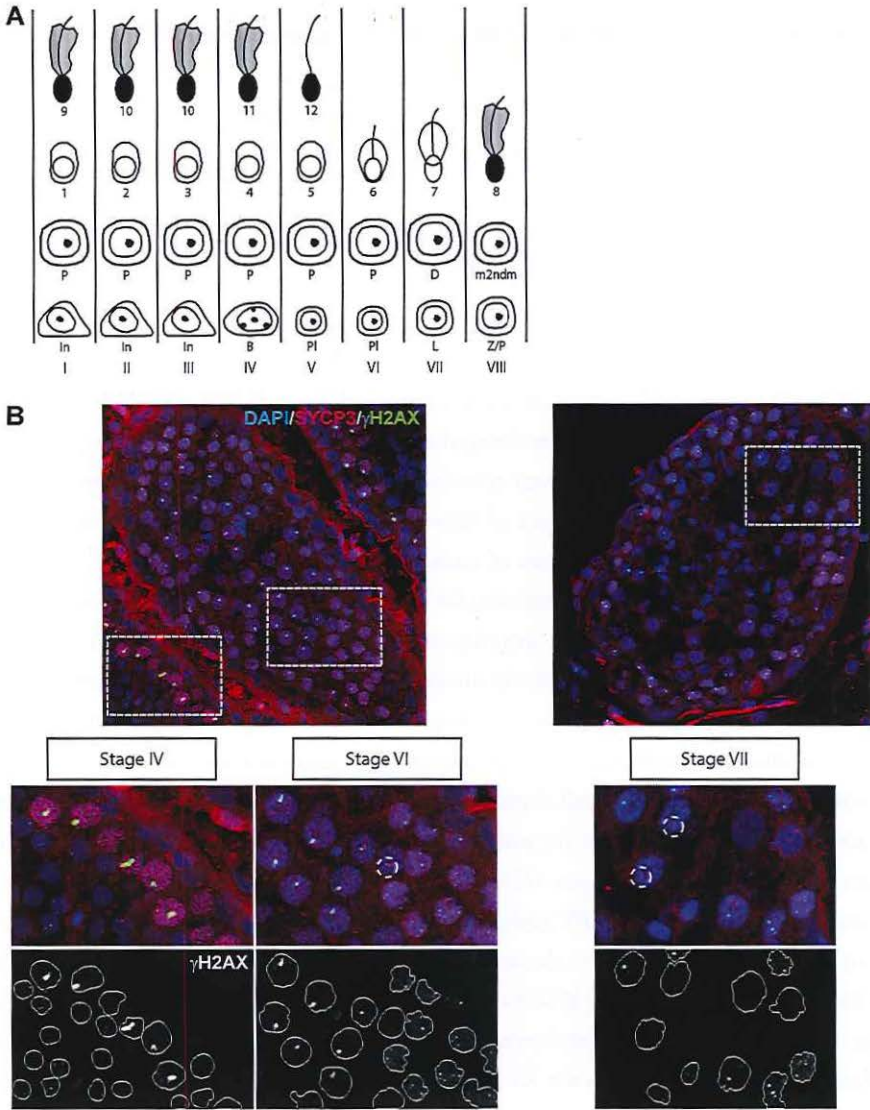 A
9 10 10 11 12
1 2 3 4 5 6 7 8
P P P P P P D m2ndm
In In In B Pl Pl L Z/P
I II III IV V VI VII VIII
B
DAPI/SYCP3/γH2AX
Stage IV Stage VI Stage VII
γH2AX